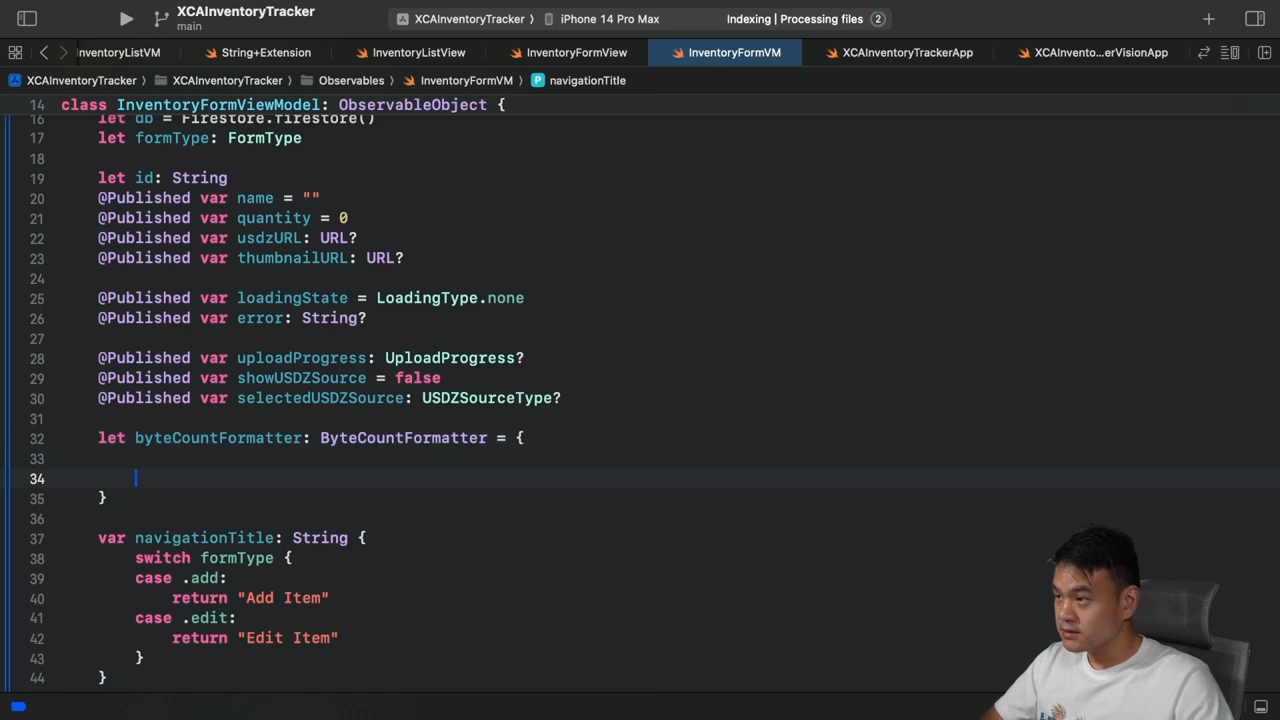 XCAInventoryTracker
main
XCAInventoryTracker 〉 iPhone 14 Pro Max
Indexing | Processing files 2
nventoryListVM
String+Extension
InventoryListView
InventoryFormView
InventoryFormVM
XCAInventoryTrackerApp
XCAInvento...erVisionApp
XCAInventoryTracker 〉 XCAInventoryTracker 〉 Observables 〉 InventoryFormVM 〉 P navigationTitle
14 class InventoryFormViewModel: ObservableObject {
16 let db = Firestore.firestore()
17 let formType: FormType
18
19 let id: String
20 @Published var name = ""
21 @Published var quantity = 0
22 @Published var usdzURL: URL?
23 @Published var thumbnailURL: URL?
24
25 @Published var loadingState = LoadingType.none
26 @Published var error: String?
27
28 @Published var uploadProgress: UploadProgress?
29 @Published var showUSDZSource = false
30 @Published var selectedUSDZSource: USDZSourceType?
31
32 let byteCountFormatter: ByteCountFormatter = {
33
34
35 }
36
37 var navigationTitle: String {
38 switch formType {
39 case .add:
40 return "Add Item"
41 case .edit:
42 return "Edit Item"
43 }
44 }